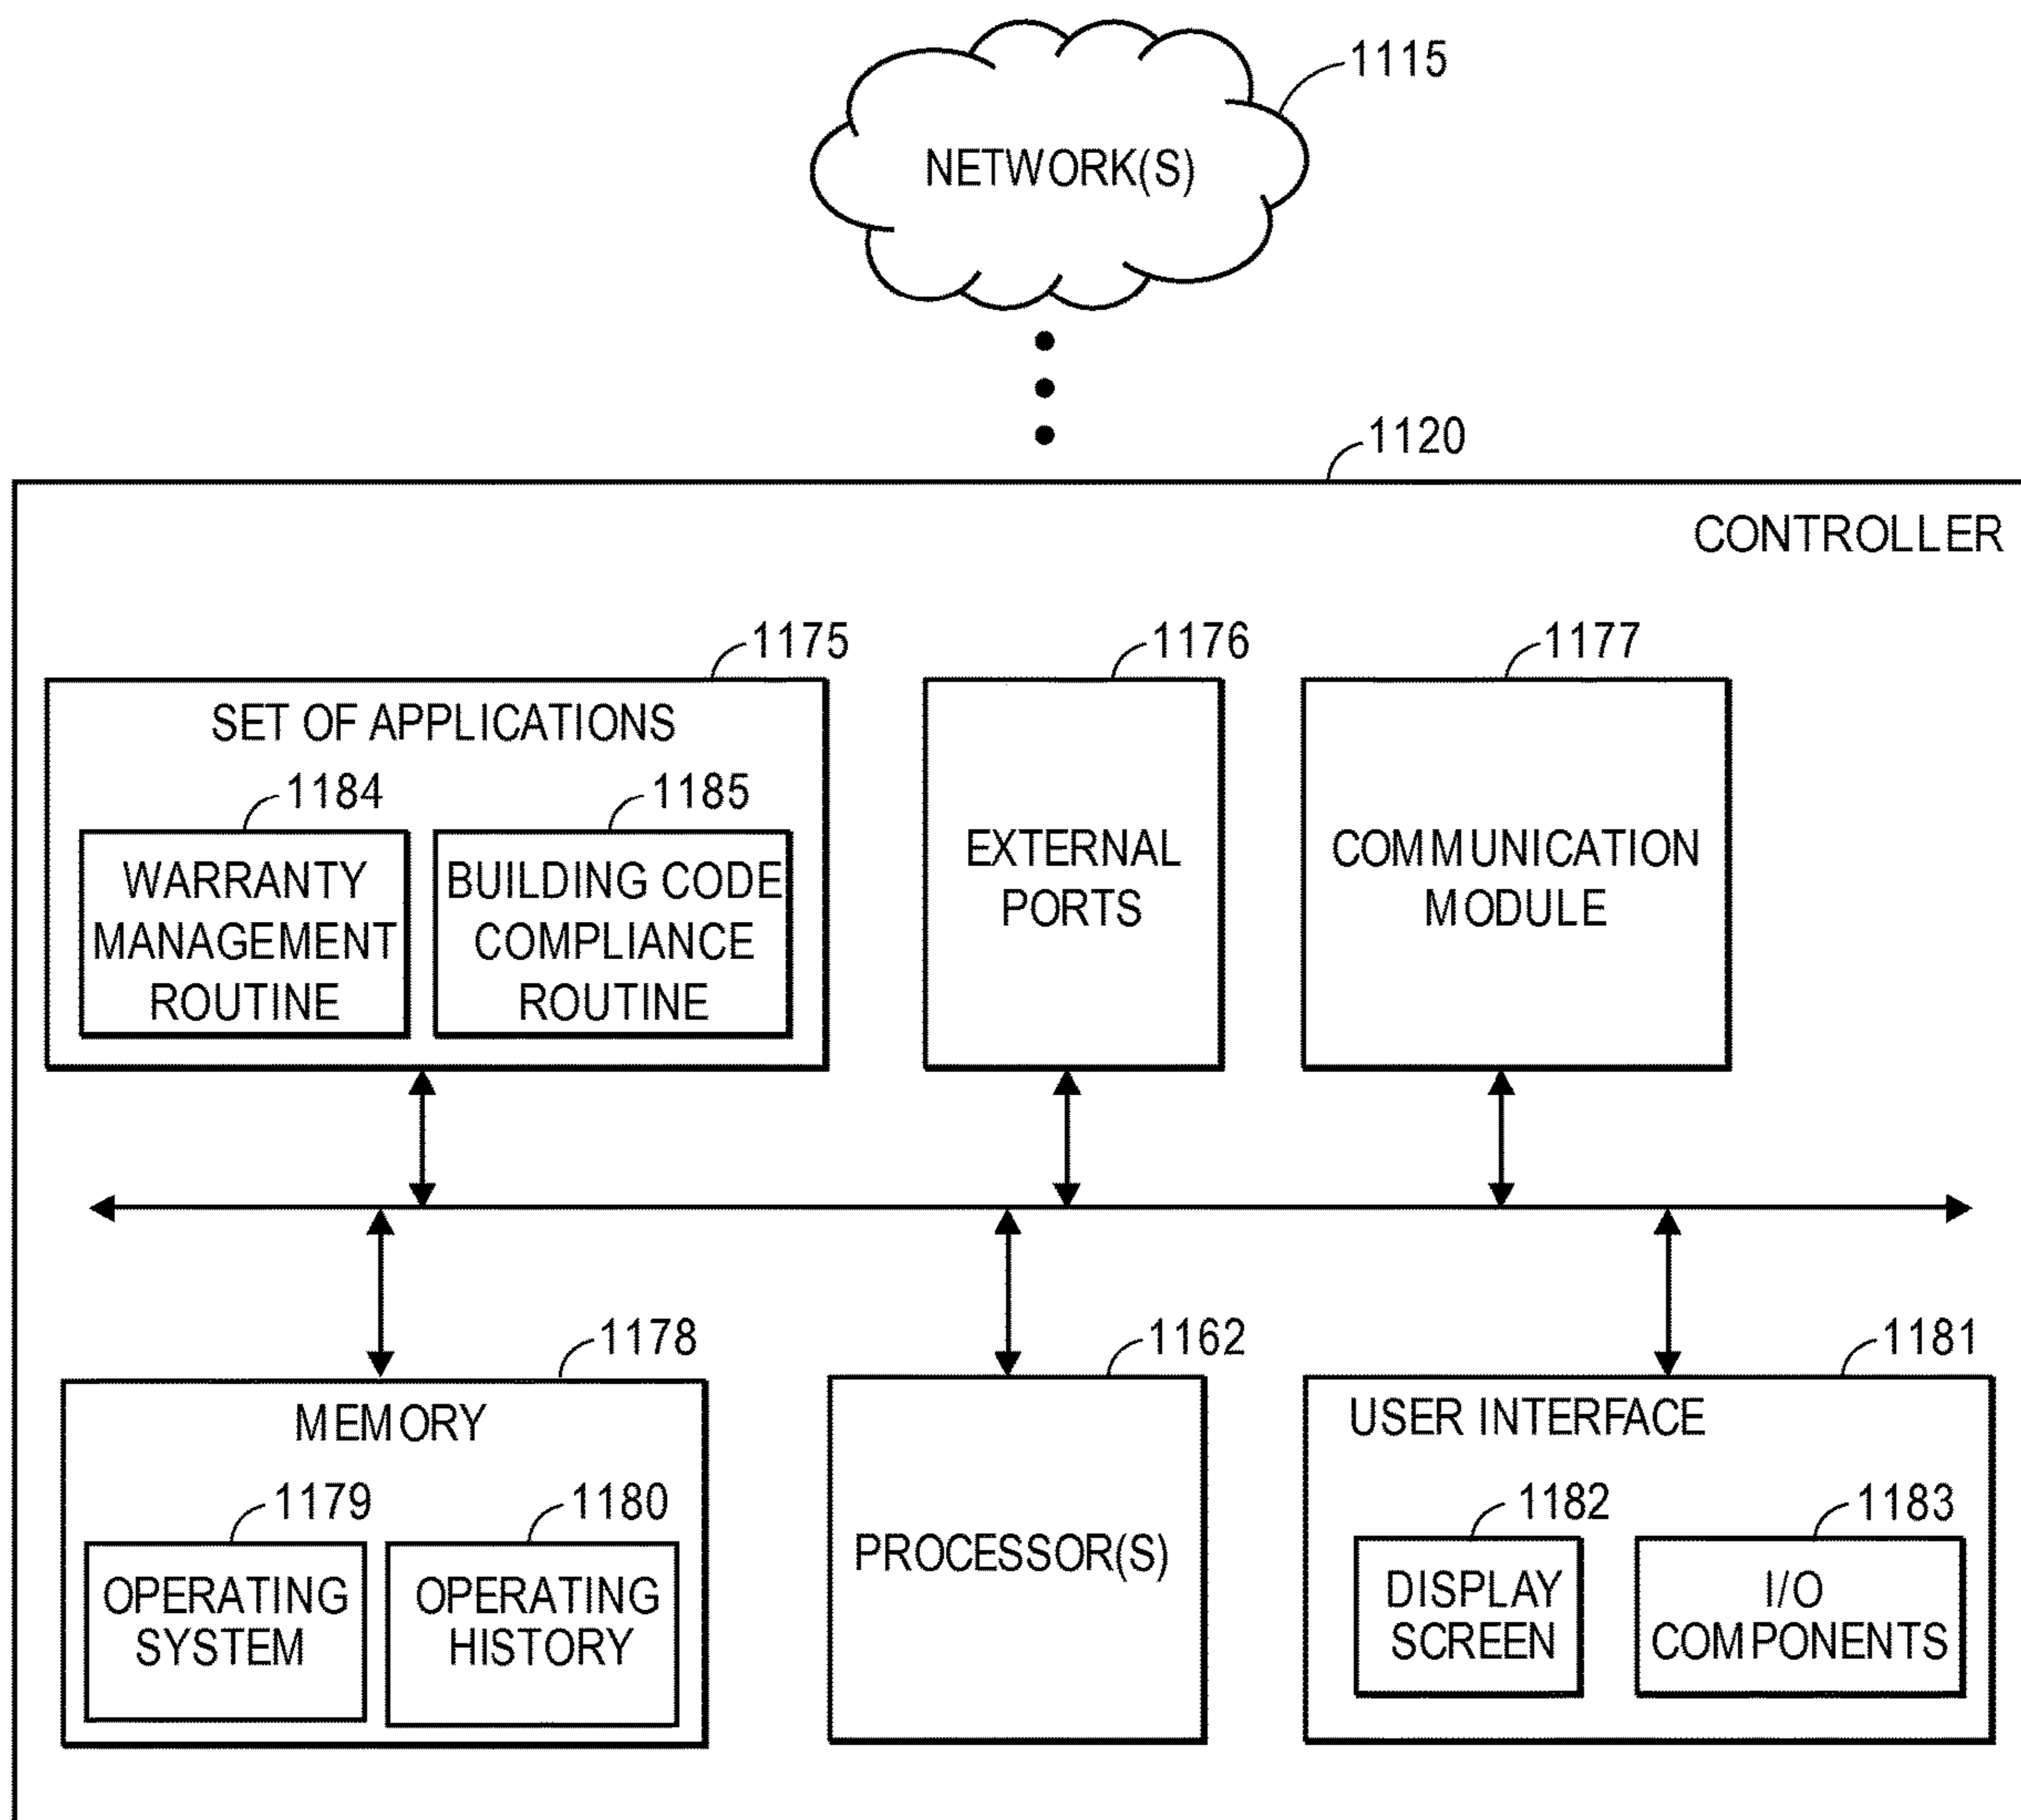 1115
NETWORK(S)
1120
CONTROLLER
1175
SET OF APPLICATIONS
1184
WARRANTY
MANAGEMENT
ROUTINE
1185
BUILDING CODE
COMPLIANCE
ROUTINE
1176
EXTERNAL
PORTS
1177
COMMUNICATION
MODULE
1178
MEMORY
1179
OPERATING
SYSTEM
1180
OPERATING
HISTORY
1162
PROCESSOR(S)
1181
USER INTERFACE
1182
DISPLAY
SCREEN
1183
I/O
COMPONENTS